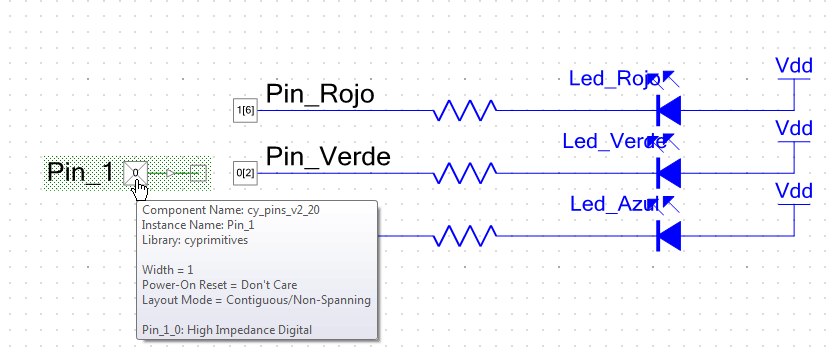 Vdd
Led_Rojo
Pin_Rojo
1[6]
Vdd
Led_Verde
Pin_Verde
0[2]
Pin_1
0
Vdd
Led_Azul
Component Name: cy_pins_v2_20
Instance Name: Pin_1
Library: cyprimitives
Width = 1
Power-On Reset = Don't Care
Layout Mode = Contiguous/Non-Spanning
Pin_1_0: High Impedance Digital